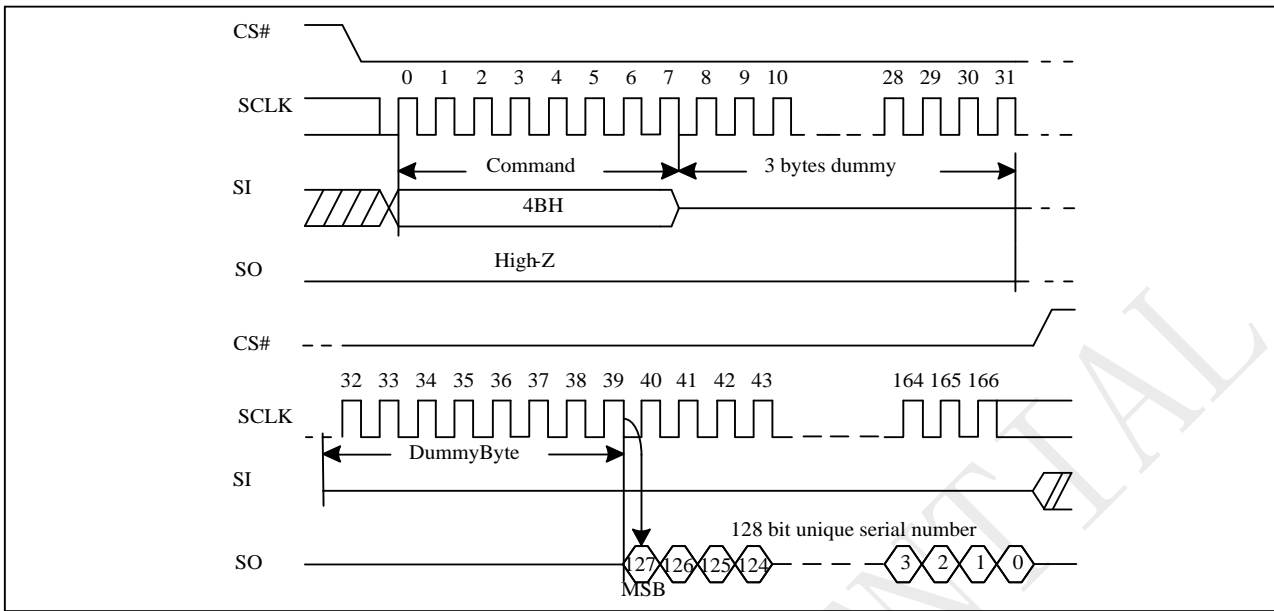 CS#
0 1 2 3 4 5 6 7 8 9 10 28 29 30 31
SCLK
Command 3 bytes dummy
SI
4BH
High-Z
SO
CS#
32 33 34 35 36 37 38 39 40 41 42 43 164 165 166
SCLK
DummyByte
SI
128 bit unique serial number
SO 127 126 125 124 3 2 1 0
MSB
NTIAL